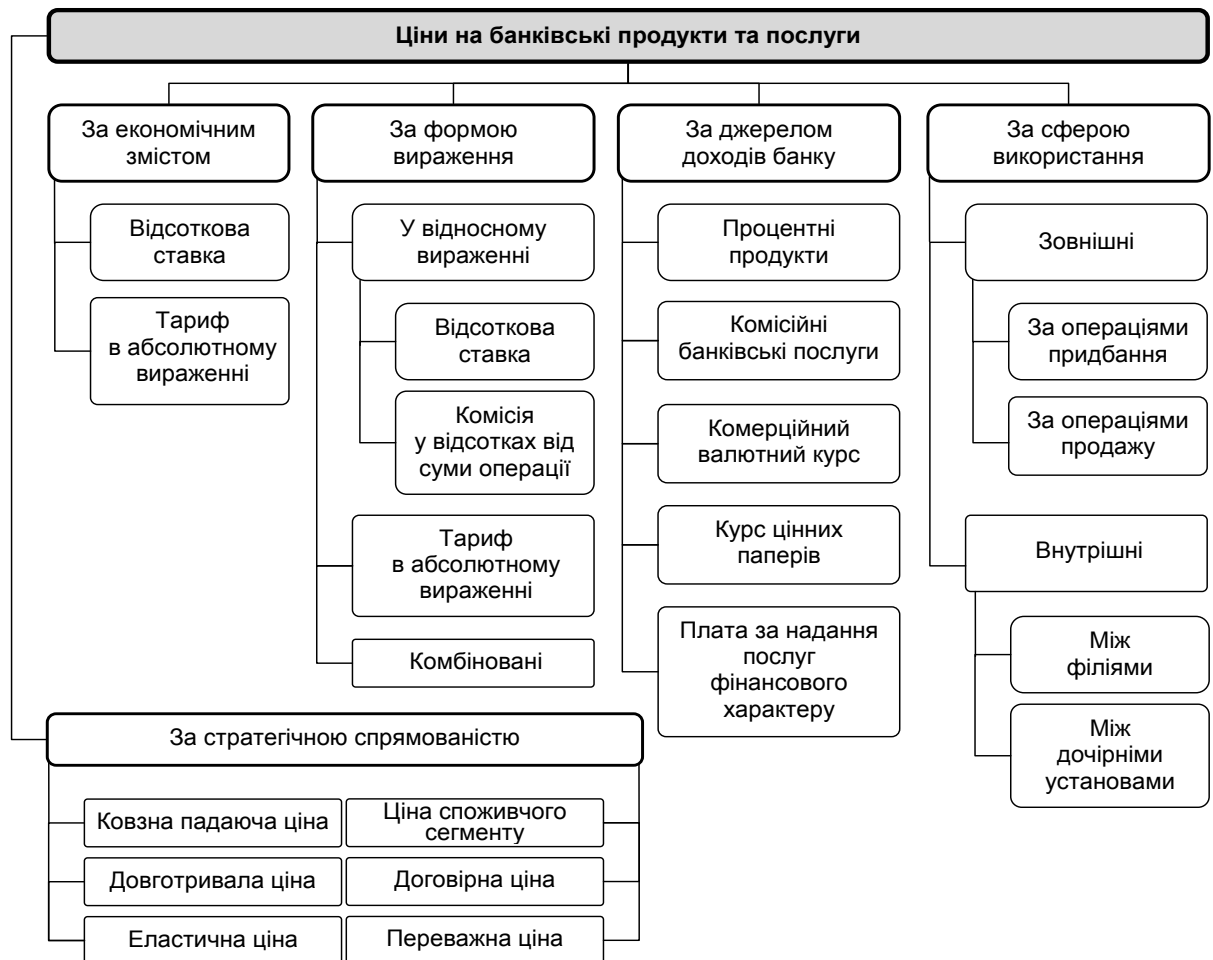 Ціни на банківські продукти та послуги
За економічним
змістом
Відсоткова
ставка
Тариф
в абсолютному
вираженні
За формою
вираження
У відносному
вираженні
Відсоткова
ставка
Комісія
у відсотках від
суми операції
Тариф
в абсолютному
вираженні
Комбіновані
За джерелом
доходів банку
Процентні
продукти
Комісійні
банківські послуги
Комерційний
валютний курс
Курс цінних
паперів
Плата за надання
послуг
фінансового
характеру
За сферою
використання
Зовнішні
За операціями
придбання
За операціями
продажу
Внутрішні
Між
філіями
Між
дочірніми
установами
За стратегічною спрямованістю
Ковзна падаюча ціна
Ціна споживчого
сегменту
Довготривала ціна
Договірна ціна
Еластична ціна
Переважна ціна